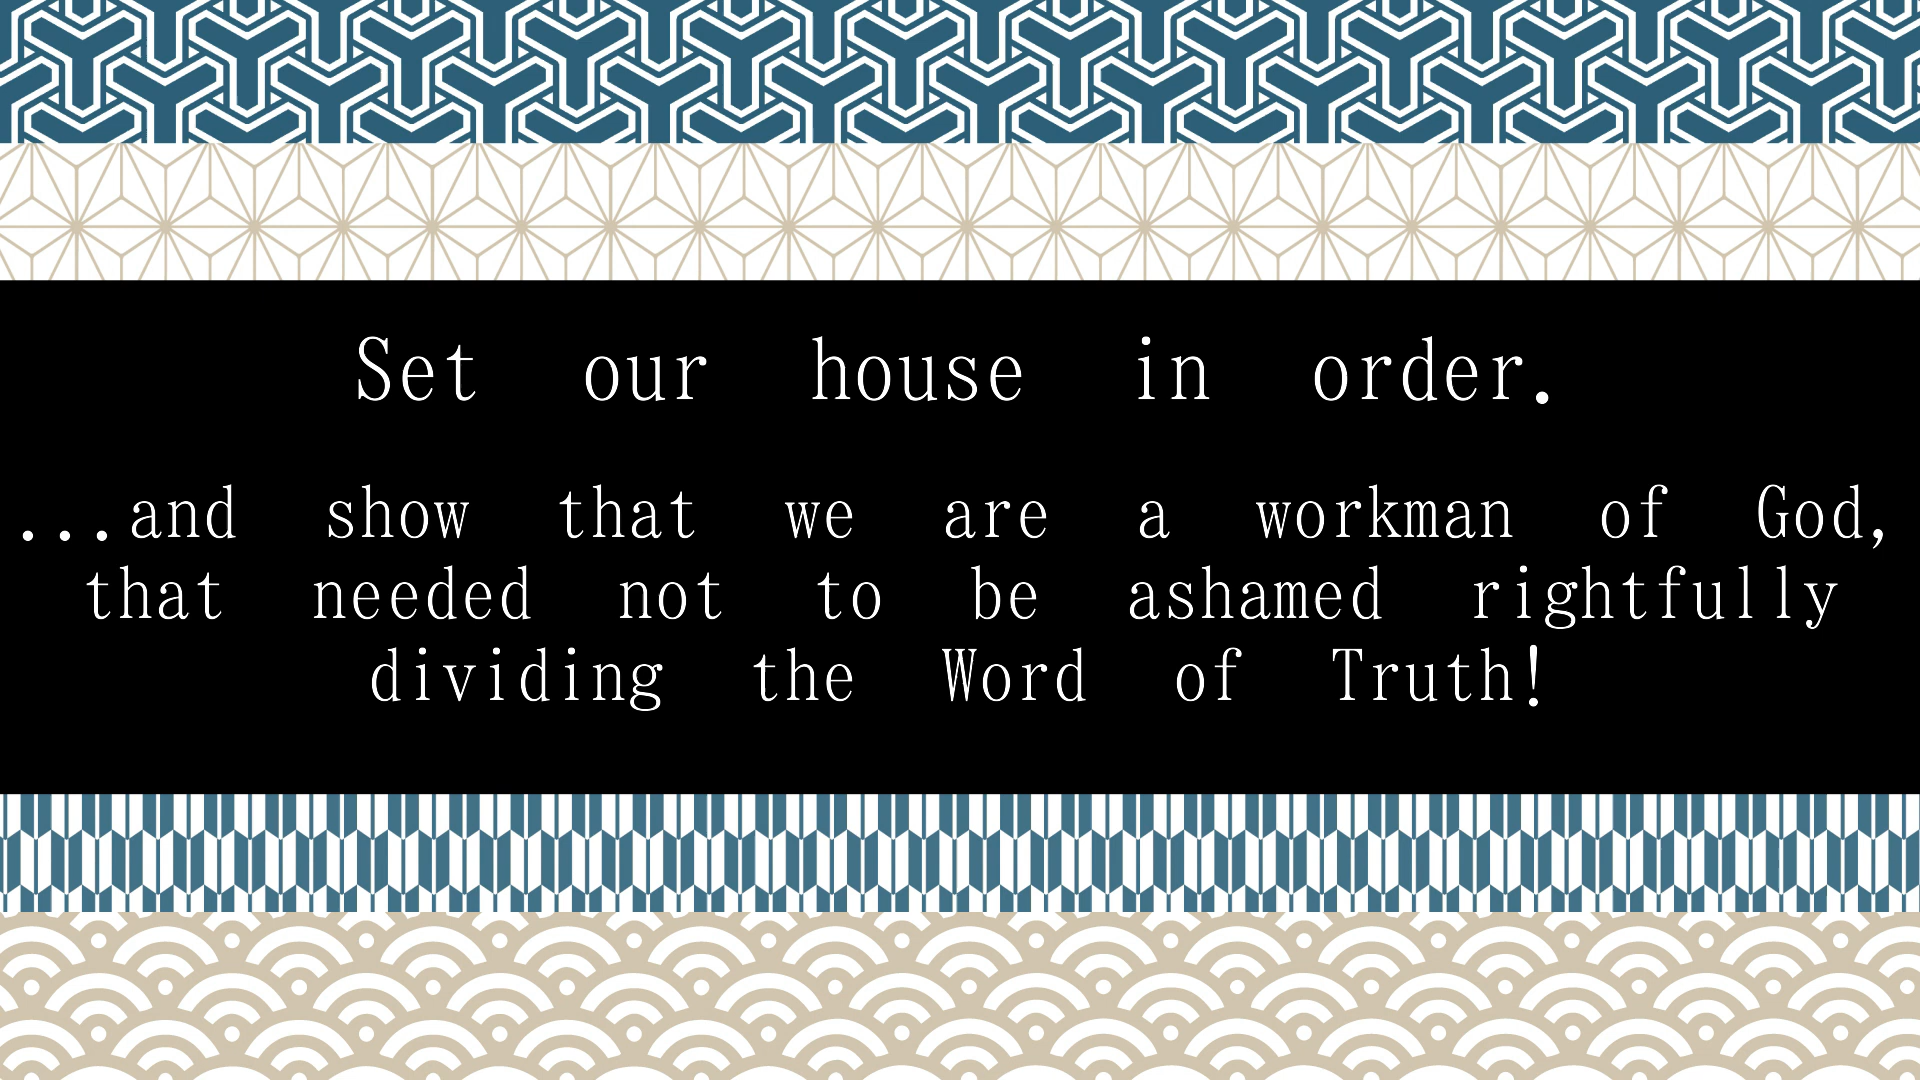 Set our house in order.
...and show that we are a workman of God,
that needed not to be ashamed rightfully
dividing the Word of Truth!